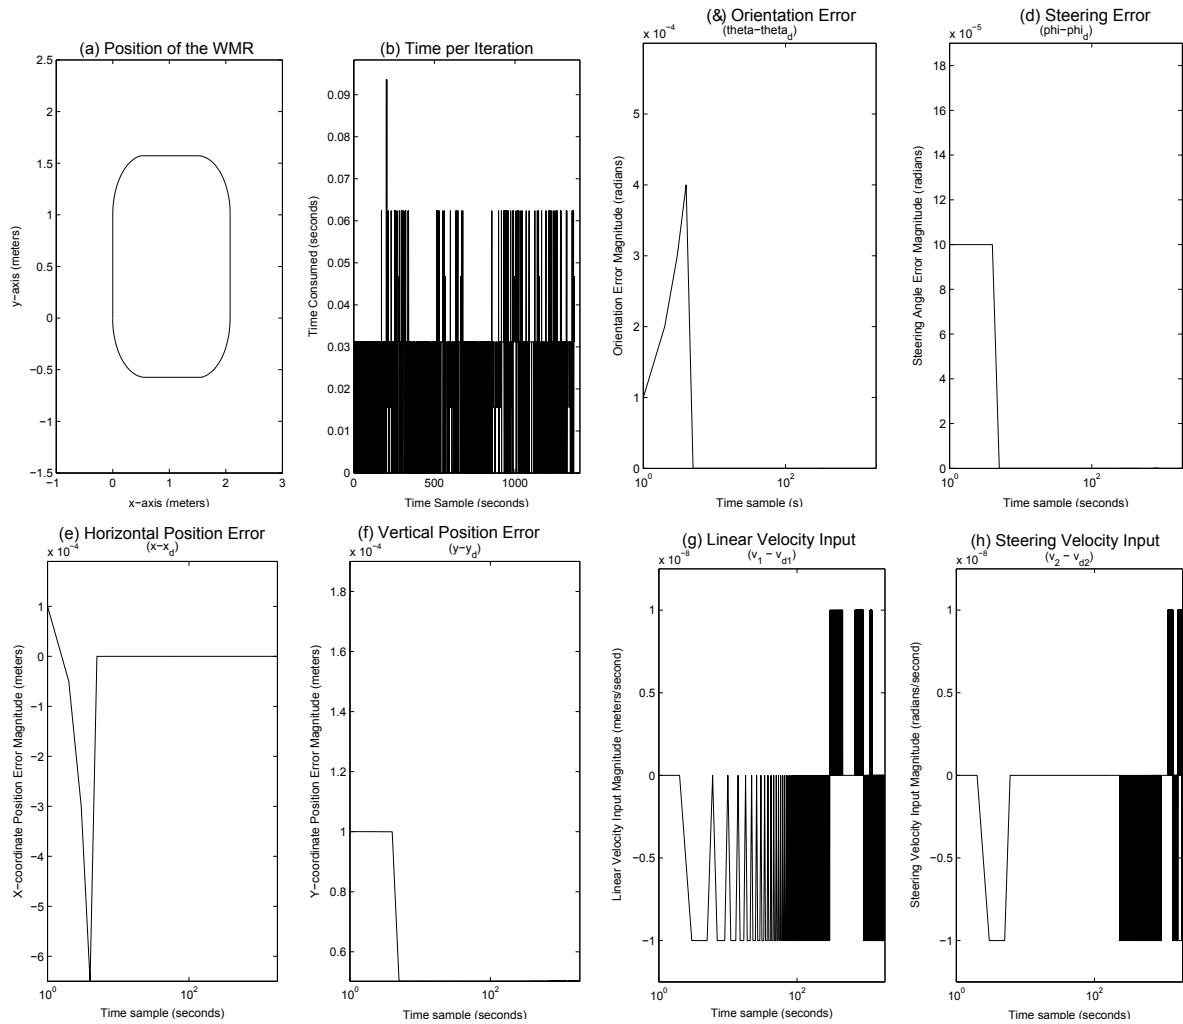 (a) Position of the WMR
2.5
2
1.5
1
0.5
0
−0.5
−1
−1.5
−1
0
1
2
3
x−axis (meters)
y−axis (meters)
(b) Time per Iteration
0.09
0.08
0.07
0.06
0.05
0.04
0.03
0.02
0.01
0
0
500
1000
Time Sample (seconds)
Time Consumed (seconds)
(&) Orientation Error
(theta−theta_d)
x 10^−4
5
4
3
2
1
0
10^0
10^2
Time sample (s)
Orientation Error Magnitude (radians)
(d) Steering Error
(phi−phi_d)
x 10^−5
18
16
14
12
10
8
6
4
2
0
10^0
10^2
Time sample (seconds)
Steering Angle Error Magnitude (radians)
(e) Horizontal Position Error
(x−x_d)
x 10^−4
1
0
−1
−2
−3
−4
−5
−6
10^0
10^2
Time sample (seconds)
X−coordinate Position Error Magnitude (meters)
(f) Vertical Position Error
(y−y_d)
x 10^−4
1.8
1.6
1.4
1.2
1
0.8
0.6
10^0
10^2
Time sample (seconds)
Y−coordinate Position Error Magnitude (meters)
(g) Linear Velocity Input
(v_1 − v_d1)
x 10^−8
1
0.5
0
−0.5
−1
10^0
10^2
Time sample (seconds)
Linear Velocity Input Magnitude (meters/second)
(h) Steering Velocity Input
(v_2 − v_d2)
x 10^−8
1
0.5
0
−0.5
−1
10^0
10^2
Time sample (seconds)
Steering Velocity Input Magnitude (radians/second)